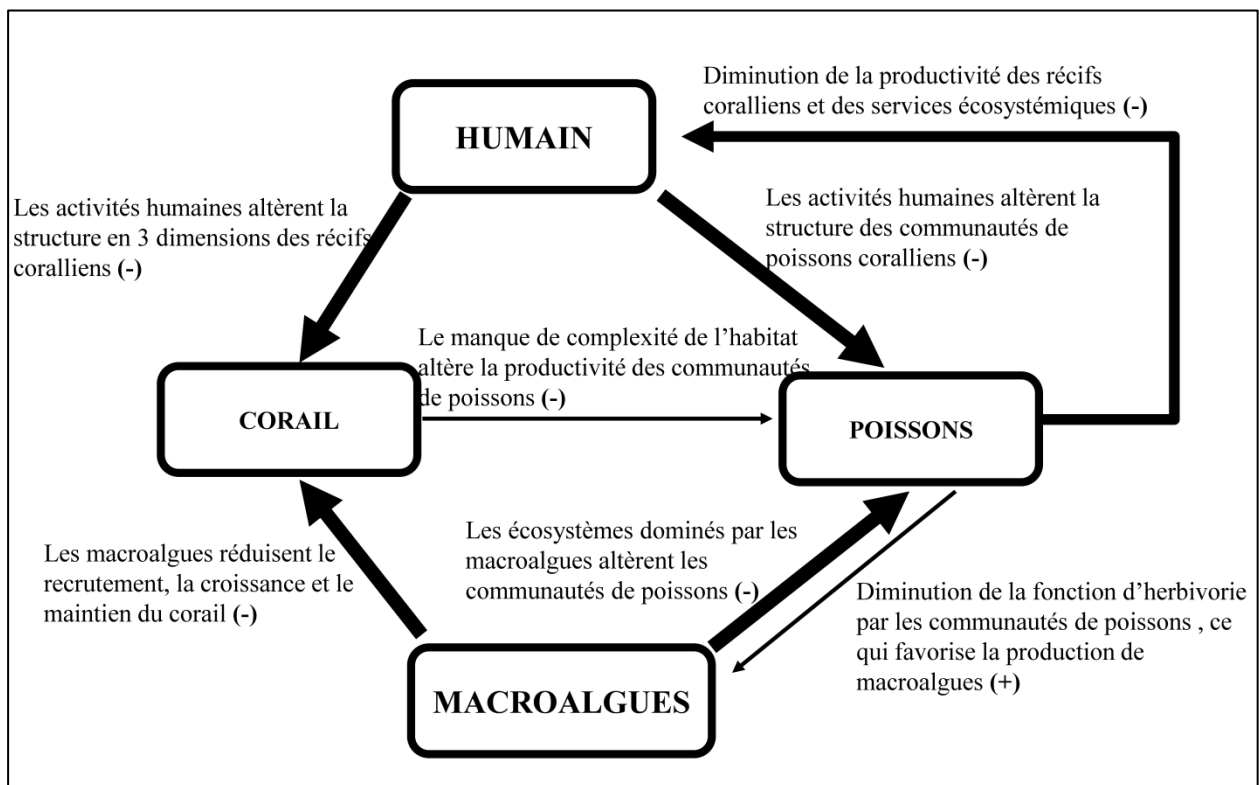 Diminution de la productivité des récifs
coralliens et des services écosystémiques (-)
HUMAIN
Les activités humaines altèrent la
structure en 3 dimensions des récifs
coralliens (-)
Les activités humaines altèrent la
structure des communautés de
poissons coralliens (-)
Le manque de complexité de l’habitat
altère la productivité des communautés
de poissons (-)
CORAIL
POISSONS
Les macroalgues réduisent le
recrutement, la croissance et le
maintien du corail (-)
Les écosystèmes dominés par les
macroalgues altèrent les
communautés de poissons (-)
Diminution de la fonction d’herbivorie
par les communautés de poissons , ce
qui favorise la production de
macroalgues (+)
MACROALGUES